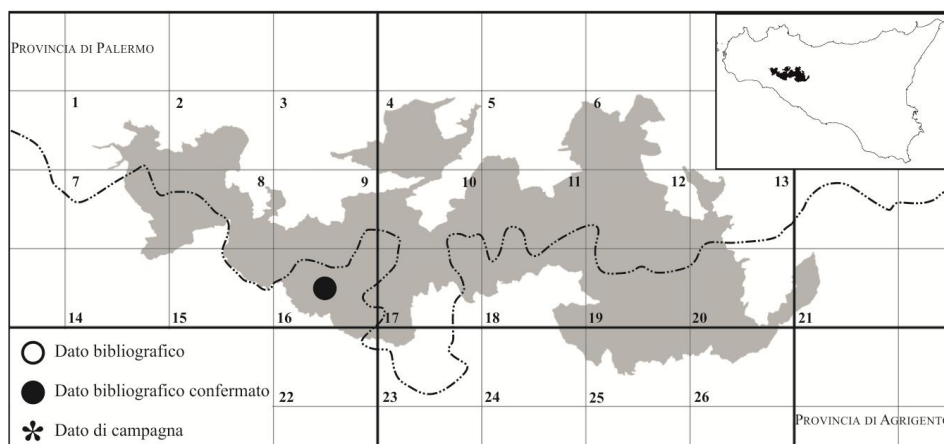 PROVINCIA DI PALERMO
1 2 3 4 5 6
7 8 9 10 11 12 13
14 15 16 17 18 19 20 21
Dato bibliografico
Dato bibliografico confermato
22 23 24 25 26
Dato di campagna
PROVINCIA DI AGRIGENTO